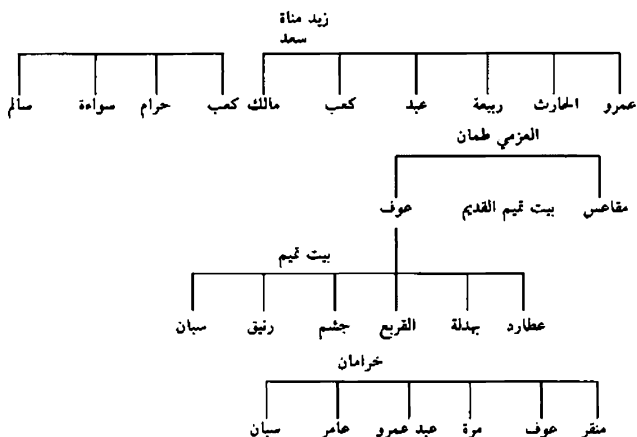 زيد مناة
سعد
عمرو الحارث ربيعة عبد كعب مالك كعب حرام سواءة سالم
العزمي طمان
مقاعس بيت تميم القديم عوف
بيت تميم
عطارد بهدلة القريع جشم رنيق سبان
خرامان
منقر عوف مرة عبد عمرو عامر سبان